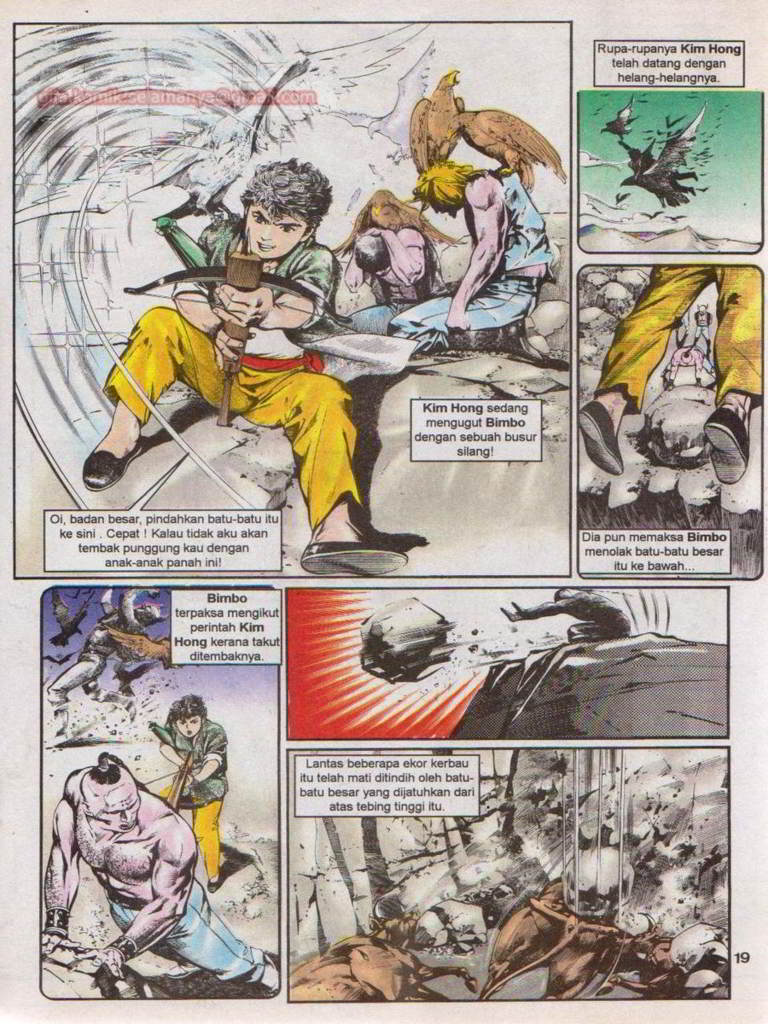 giralkomikselamanya@gmail.com
Rupa-rupanya Kim Hong
telah datang dengan
helang-helangnya.
Kim Hong sedang
mengugut Bimbo
dengan sebuah busur
silang!
Oi, badan besar, pindahkan batu-batu itu
ke sini . Cepat ! Kalau tidak aku akan
tembak punggung kau dengan
anak-anak panah ini!
Dia pun memaksa Bimbo
menolak batu-batu besar
itu ke bawah...
Bimbo
terpaksa mengikut
perintah Kim
Hong kerana takut
ditembaknya.
Lantas beberapa ekor kerbau
itu telah mati ditindih oleh batu-
batu besar yang dijatuhkan dari
atas tebing tinggi itu.
19